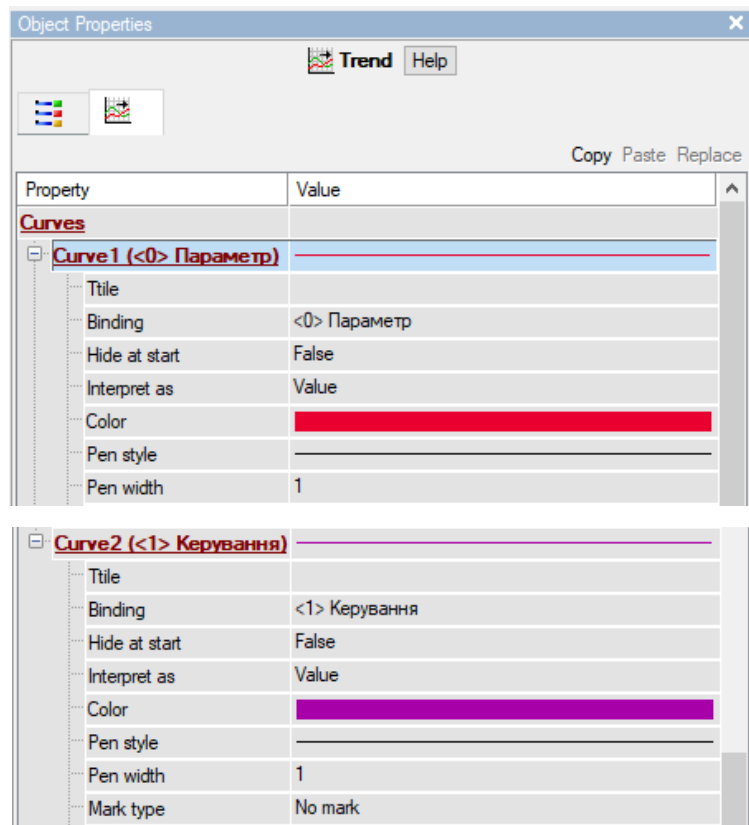 Object Properties
Trend Help
Copy Paste Replace
Property Value
Curves
Curve1 (<0> Параметр)
Ttile
Binding <0> Параметр
Hide at start False
Interpret as Value
Color
Pen style
Pen width 1
Curve2 (<1> Керування)
Ttile
Binding <1> Керування
Hide at start False
Interpret as Value
Color
Pen style
Pen width 1
Mark type No mark